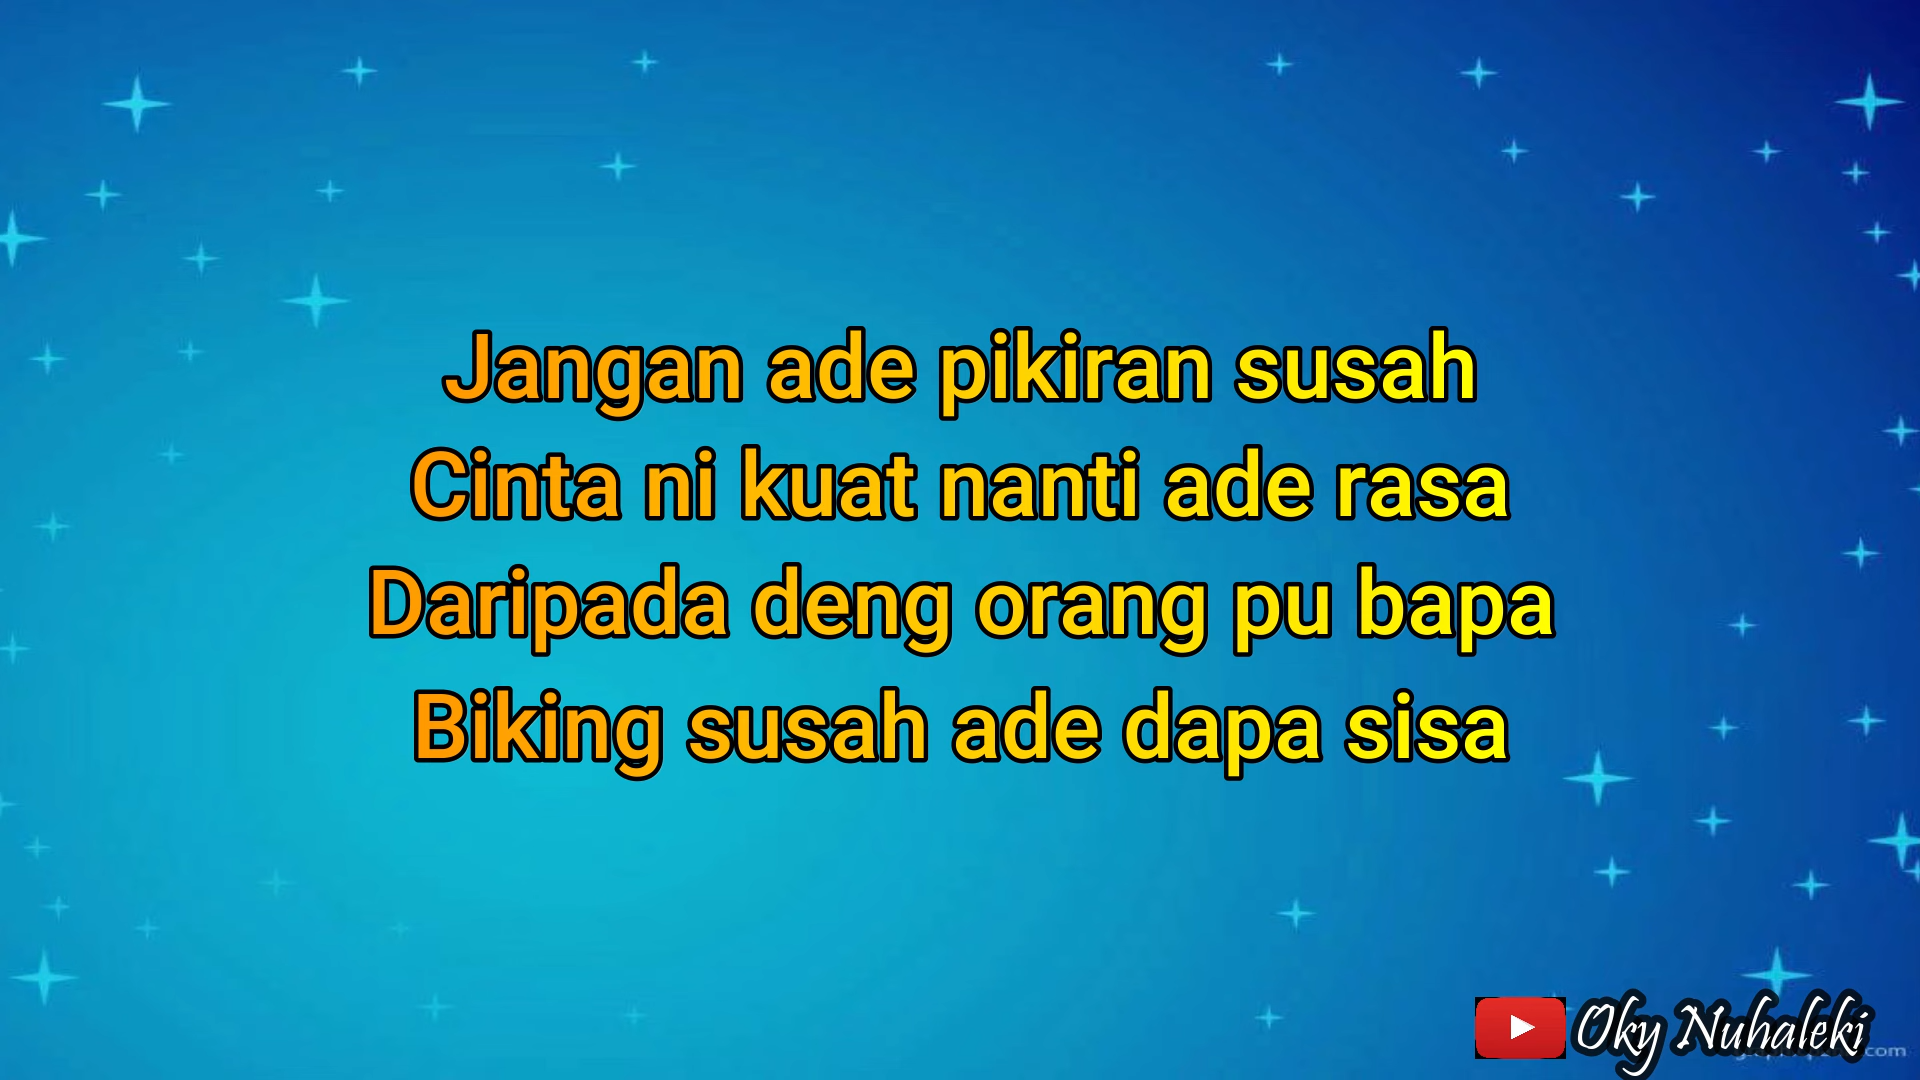 Jangan ade pikiran susah
Cinta ni kuat nanti ade rasa
Daripada deng orang pu bapa
Biking susah ade dapa sisa
Oky Nuhaleki
.com